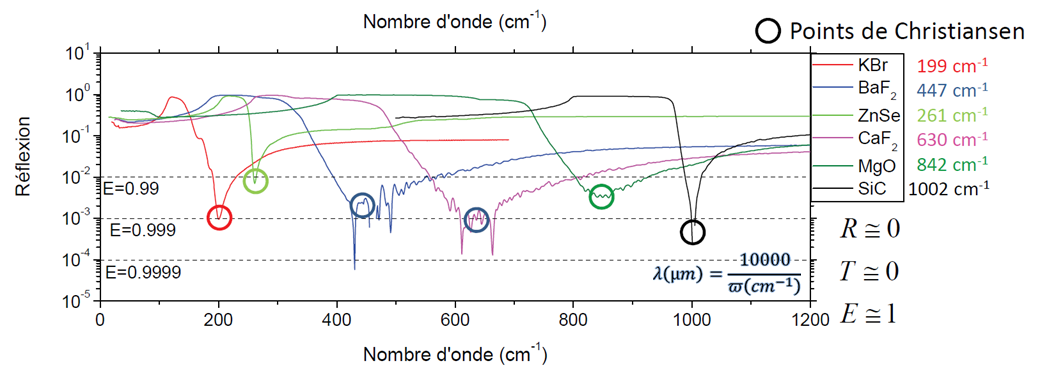 Nombre d'onde (cm⁻¹)
Points de Christiansen
Réflexion
10¹
10⁰
10⁻¹
10⁻²
10⁻³
10⁻⁴
10⁻⁵
E=0.99
E=0.999
E=0.9999
KBr 199 cm⁻¹
BaF₂ 447 cm⁻¹
ZnSe 261 cm⁻¹
CaF₂ 630 cm⁻¹
MgO 842 cm⁻¹
SiC 1002 cm⁻¹
R ≅ 0
T ≅ 0
E ≅ 1
λ(μm) = 10000 / ϖ(cm⁻¹)
0 200 400 600 800 1000 1200
Nombre d'onde (cm⁻¹)